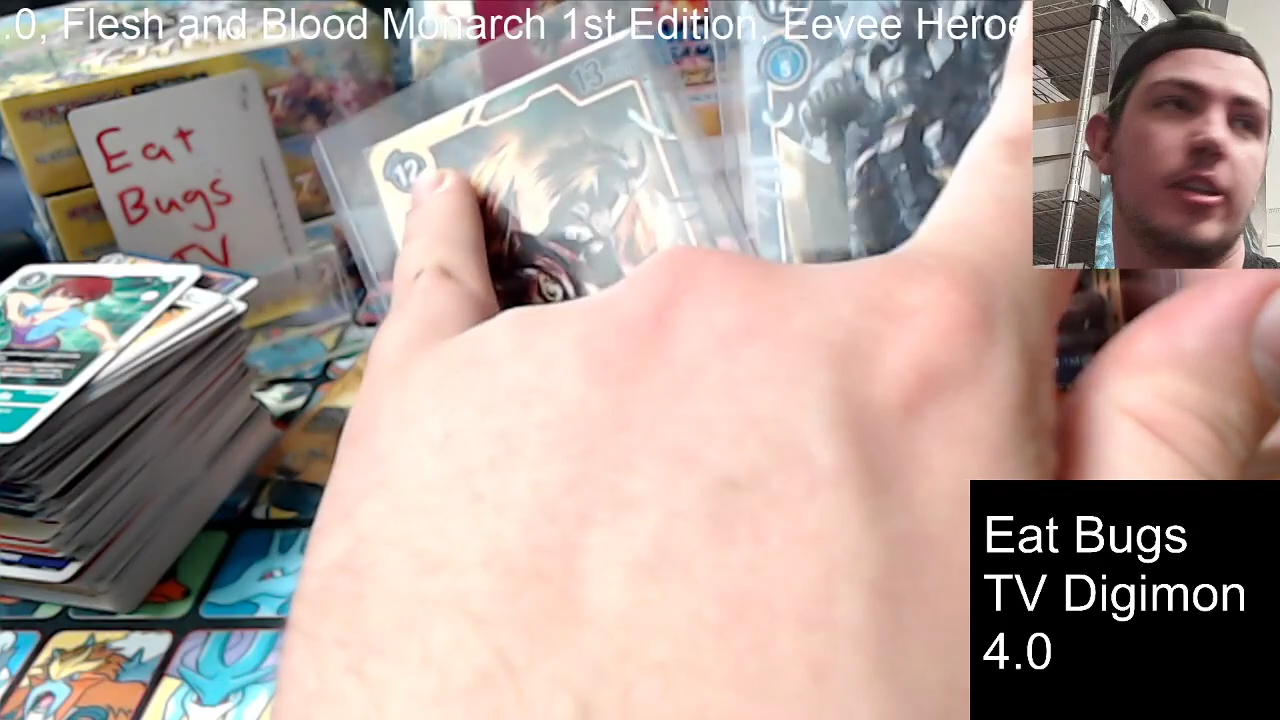 .0, Flesh and Blood Monarch 1st Edition, Eevee Heroe
13
12
Eat
Bugs
TV
Eat Bugs
TV Digimon
4.0